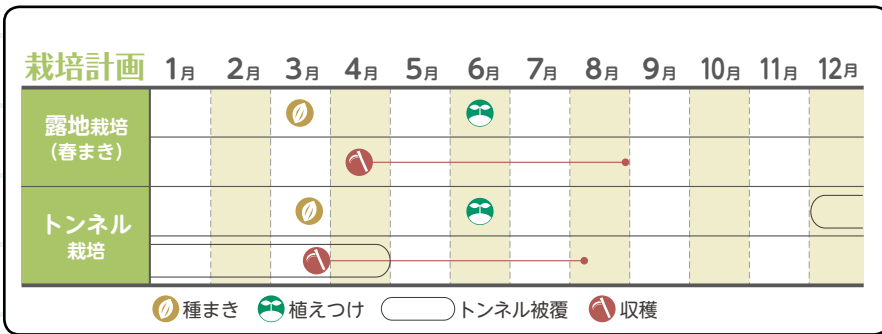 栽培計画 1月 2月 3月 4月 5月 6月 7月 8月 9月 10月 11月 12月
露地栽培
(春まき)
トンネル
栽培
種まき 植えつけ トンネル被覆 収穫